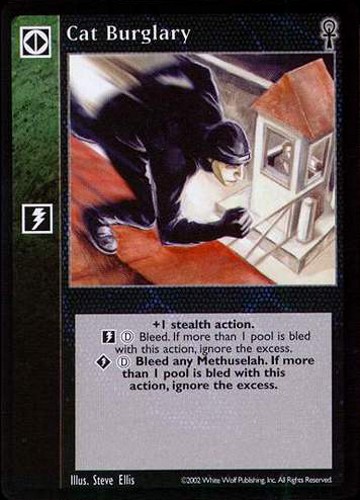 Cat Burglary
+1 stealth action.
D Bleed. If more than 1 pool is bled
with this action, ignore the excess.
D Bleed any Methuselah. If more
than 1 pool is bled with this
action, ignore the excess.
Illus. Steve Ellis
©2002 White Wolf Publishing, Inc. All Rights Reserved.